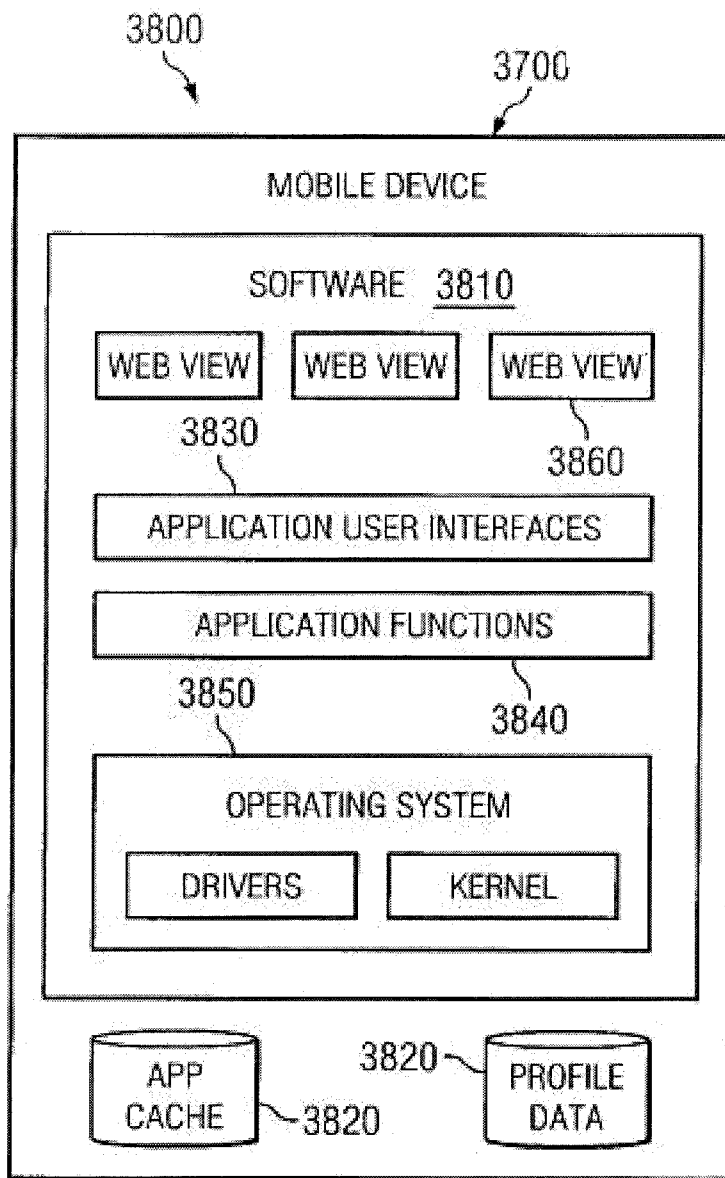 3800
3700
MOBILE DEVICE
SOFTWARE 3810
WEB VIEW WEB VIEW WEB VIEW
3830
3860
APPLICATION USER INTERFACES
APPLICATION FUNCTIONS
3850
3840
OPERATING SYSTEM
DRIVERS KERNEL
APP CACHE
3820
3820
PROFILE DATA